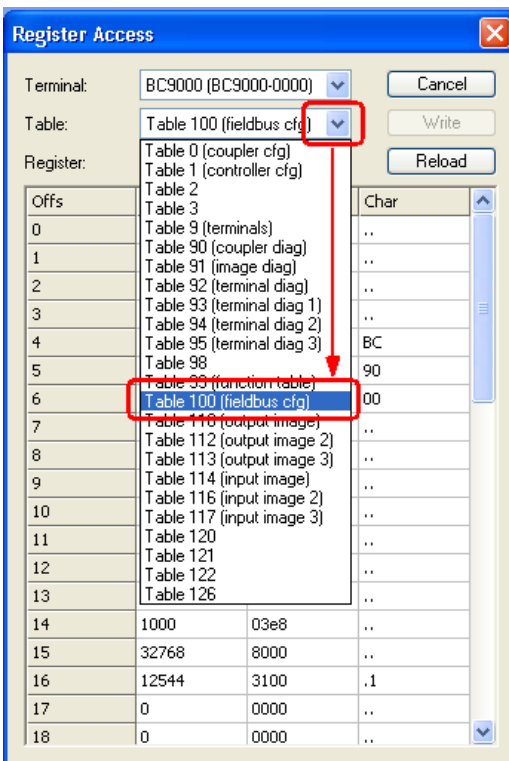 Register Access
Terminal: BC9000 (BC9000-0000) Cancel
Table: Table 100 (fieldbus cfg) Write
Register: Reload
Table 0 (coupler cfg)
Table 1 (controller cfg)
Table 2
Table 3
Table 9 (terminals)
Table 90 (coupler diag)
Table 91 (image diag)
Table 92 (terminal diag)
Table 93 (terminal diag 1)
Table 94 (terminal diag 2)
Table 95 (terminal diag 3)
Table 98
Table 99 (function table)
Table 100 (fieldbus cfg)
Table 110 (output image)
Table 112 (output image 2)
Table 113 (output image 3)
Table 114 (input image)
Table 116 (input image 2)
Table 117 (input image 3)
Table 120
Table 121
Table 122
Table 126
Offs Char
0 ..
1 ..
2 ..
3 ..
4 BC
5 90
6 00
7 ..
8 ..
9 ..
10 ..
11 ..
12 ..
13 ..
14 1000 03e8 ..
15 32768 8000 ..
16 12544 3100 .1
17 0 0000 ..
18 0 0000 ..